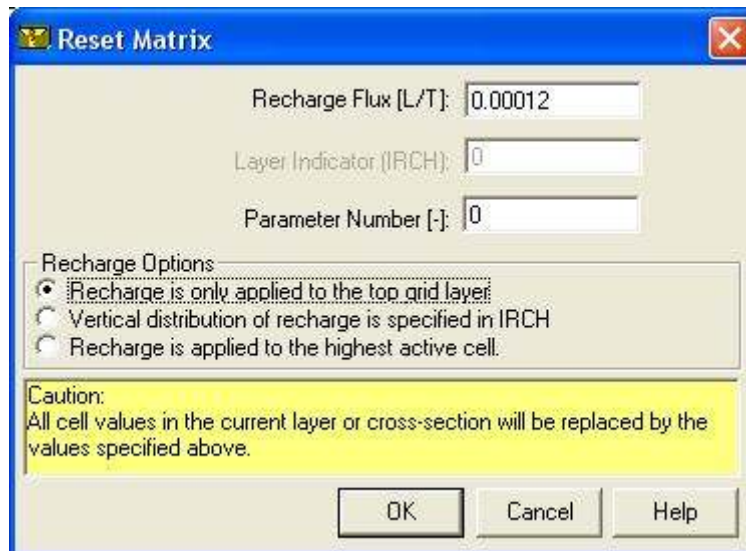 Reset Matrix
Recharge Flux [L/T]: 0.00012
Layer Indicator (IRCH): 0
Parameter Number [-]: 0
Recharge Options
Recharge is only applied to the top grid layer
Vertical distribution of recharge is specified in IRCH
Recharge is applied to the highest active cell.
Caution:
All cell values in the current layer or cross-section will be replaced by the
values specified above.
OK Cancel Help